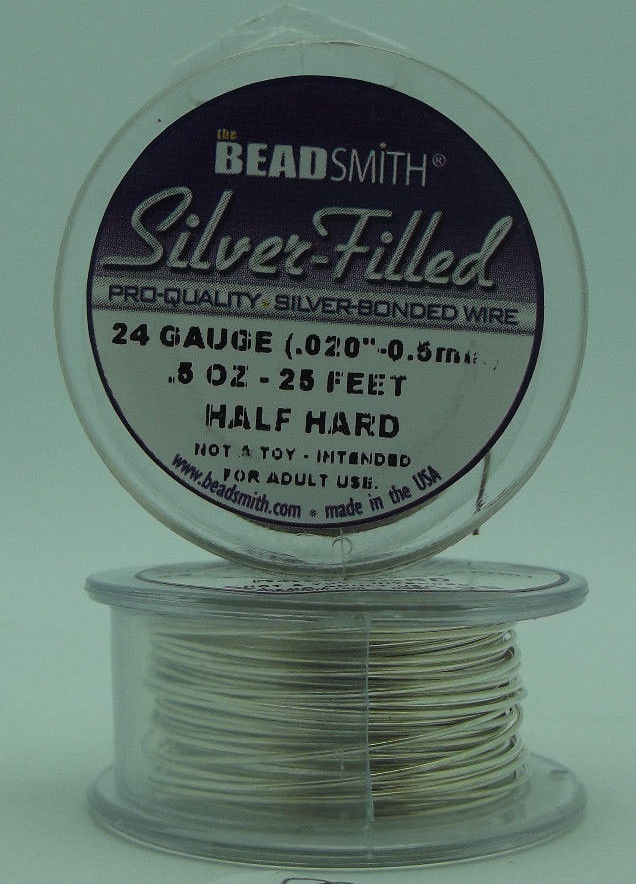 the
BEADSMITH®
Silver-Filled
PRO-QUALITY • SILVER-BONDED WIRE
24 GAUGE (.020"-0.5m
.5 OZ - 25 FEET
HALF HARD
NOT A TOY - INTENDED
FOR ADULT USE.
www.beadsmith.com * made in the USA